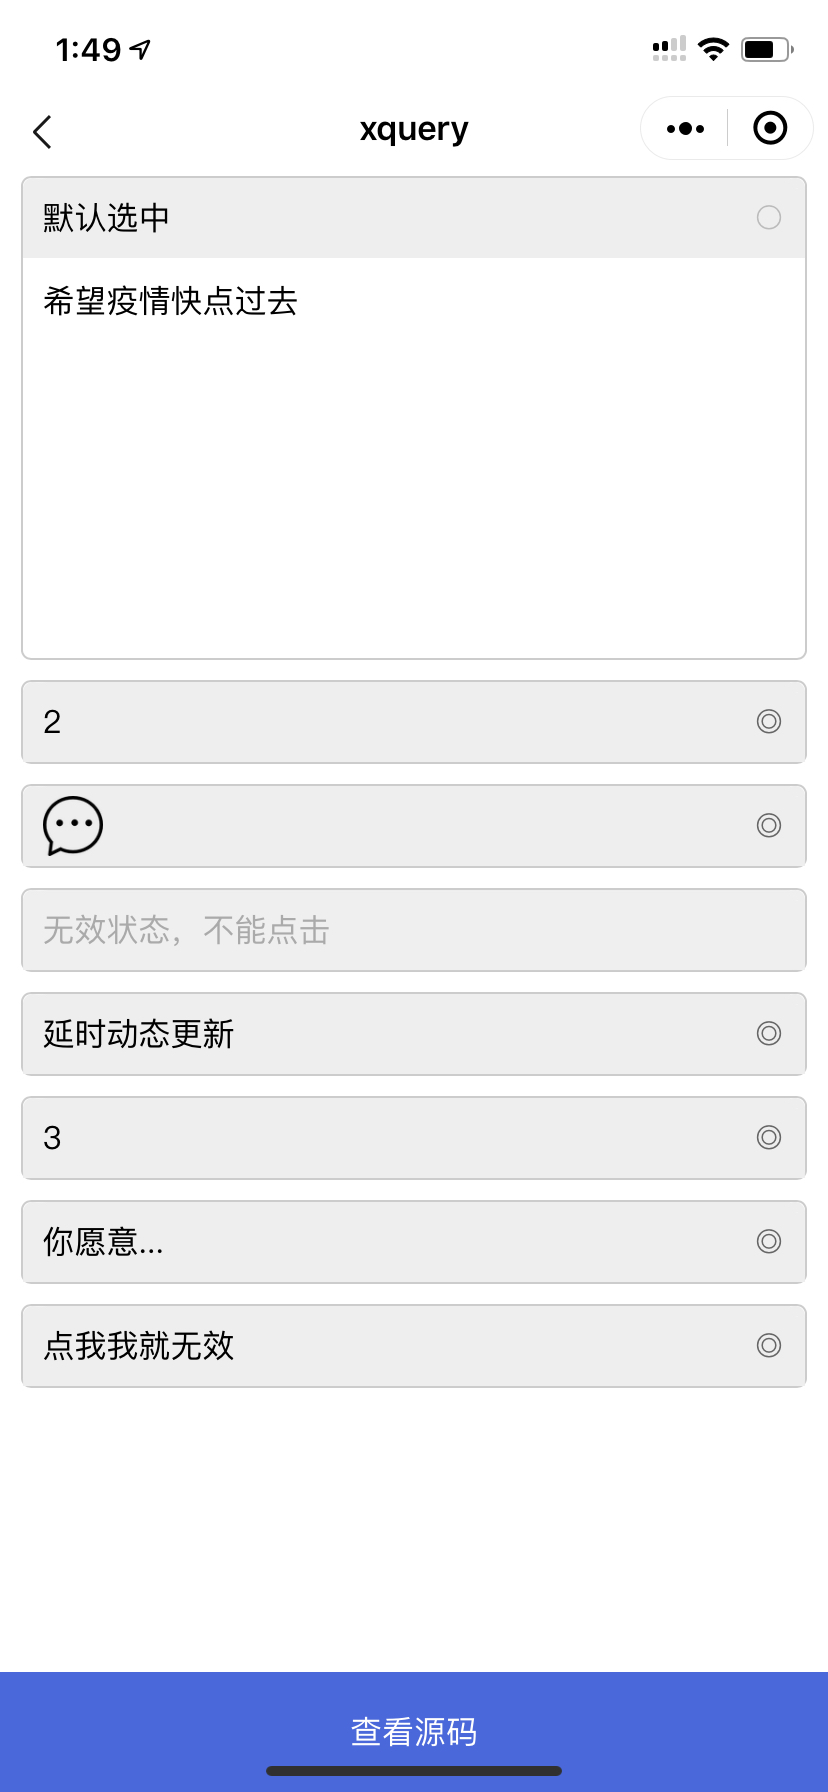 1:49
xquery
默认选中
希望疫情快点过去
2
无效状态，不能点击
延时动态更新
3
你愿意...
点我我就无效
查看源码